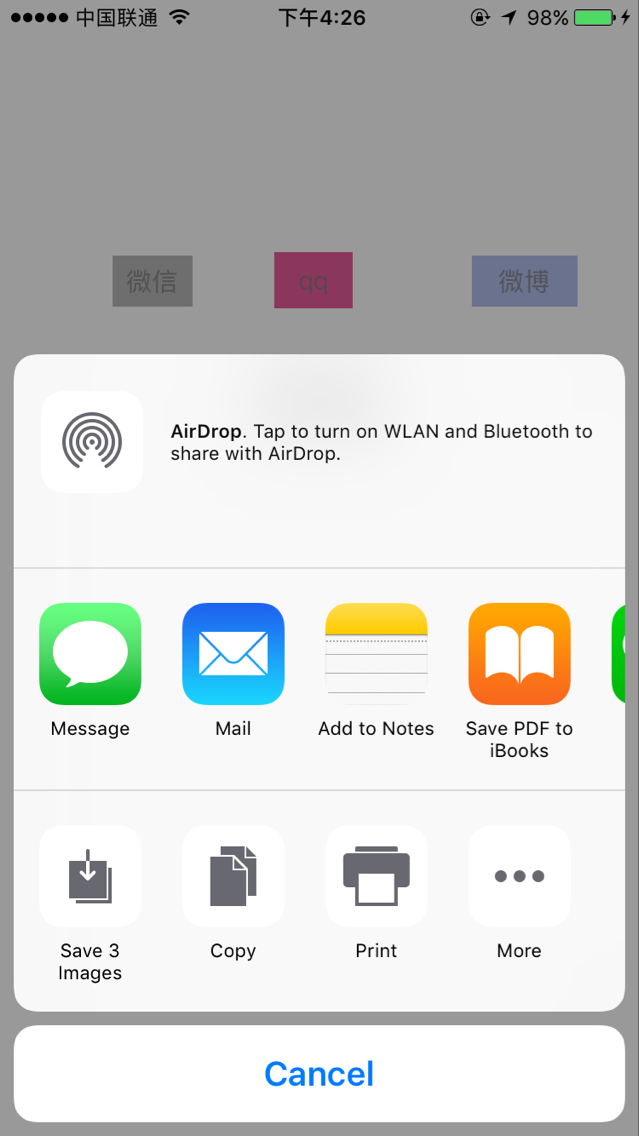 中国联通 下午4:26 98%
微信 qq 微博
AirDrop. Tap to turn on WLAN and Bluetooth to
share with AirDrop.
Message Mail Add to Notes Save PDF to
iBooks
Save 3 Copy Print More
Images
Cancel